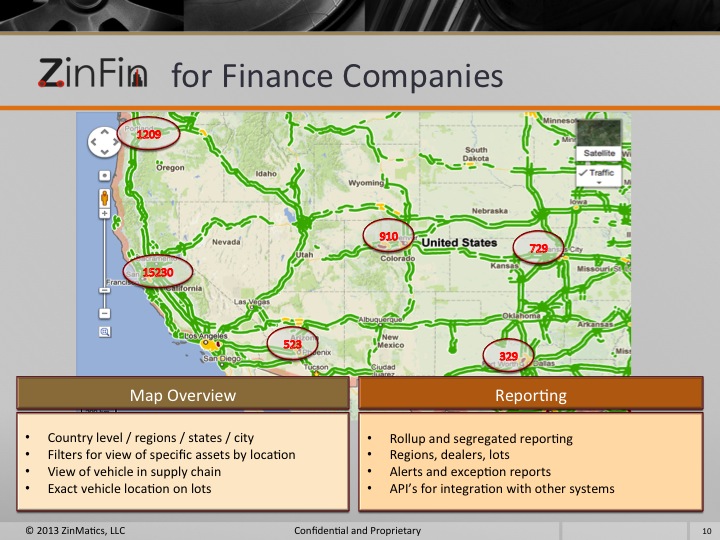 ZinFin for Finance Companies
1209
Oregon
Idaho
Wyoming
South
Dakota
Minnes
Satellite
✓ Traffic
Iowa
Nebraska
Nevada
Utah
910
Colorado
United States
729
Kansas
Missouri
15230
California
Las Vegas
Los Angeles
San Diego
523
Phoenix
Tucson
Albuquerque
New
Mexico
Ciudad
Oklahoma
Arkansas
329
Dallas
Miss
Map Overview
• Country level / regions / states / city
• Filters for view of specific assets by location
• View of vehicle in supply chain
• Exact vehicle location on lots
Reporting
• Rollup and segregated reporting
• Regions, dealers, lots
• Alerts and exception reports
• API's for integration with other systems
© 2013 ZinMatics, LLC
Confidential and Proprietary
10